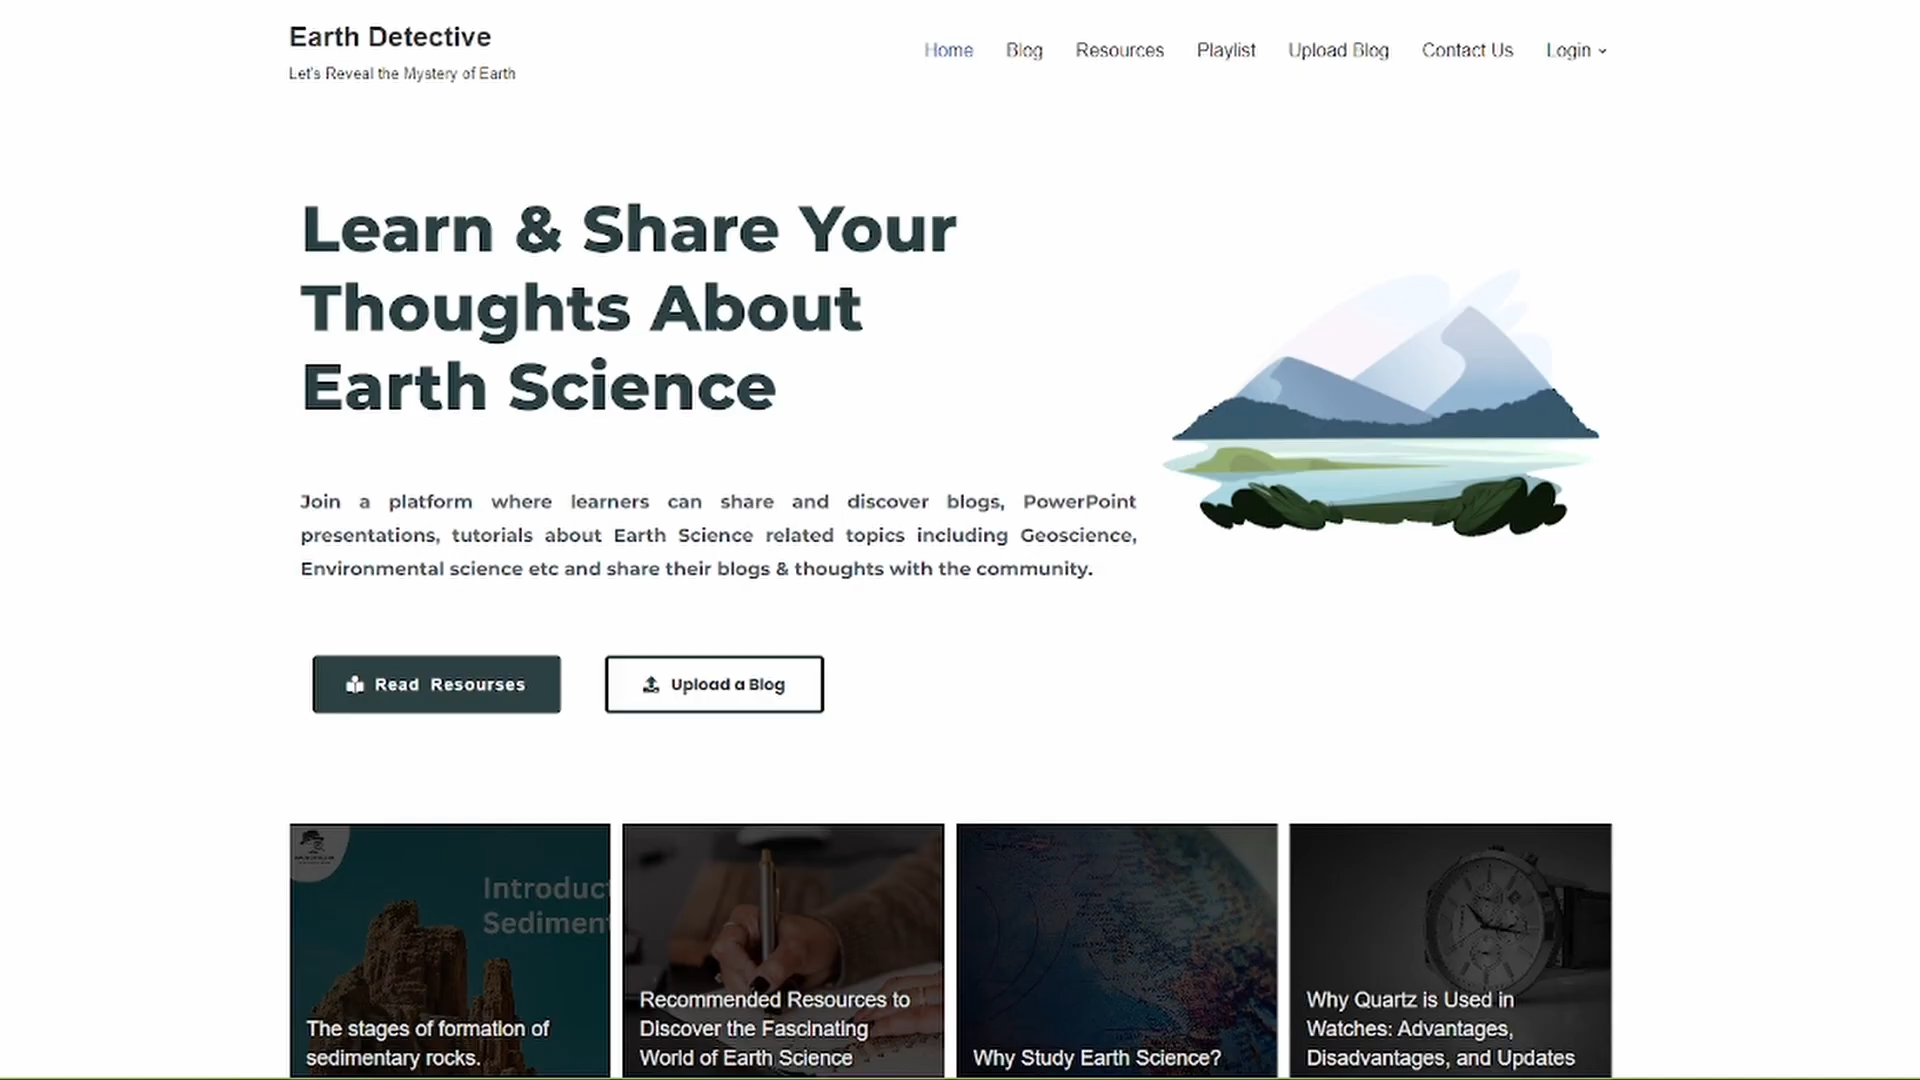 Earth Detective
Let's Reveal the Mystery of Earth
Home Blog Resources Playlist Upload Blog Contact Us Login
Learn & Share Your
Thoughts About
Earth Science
Join a platform where learners can share and discover blogs, PowerPoint
presentations, tutorials about Earth Science related topics including Geoscience,
Environmental science etc and share their blogs & thoughts with the community.
Read Resourses
Upload a Blog
Introduct
Sediment
The stages of formation of
sedimentary rocks.
Recommended Resources to
Discover the Fascinating
World of Earth Science
Why Study Earth Science?
Why Quartz is Used in
Watches: Advantages,
Disadvantages, and Updates